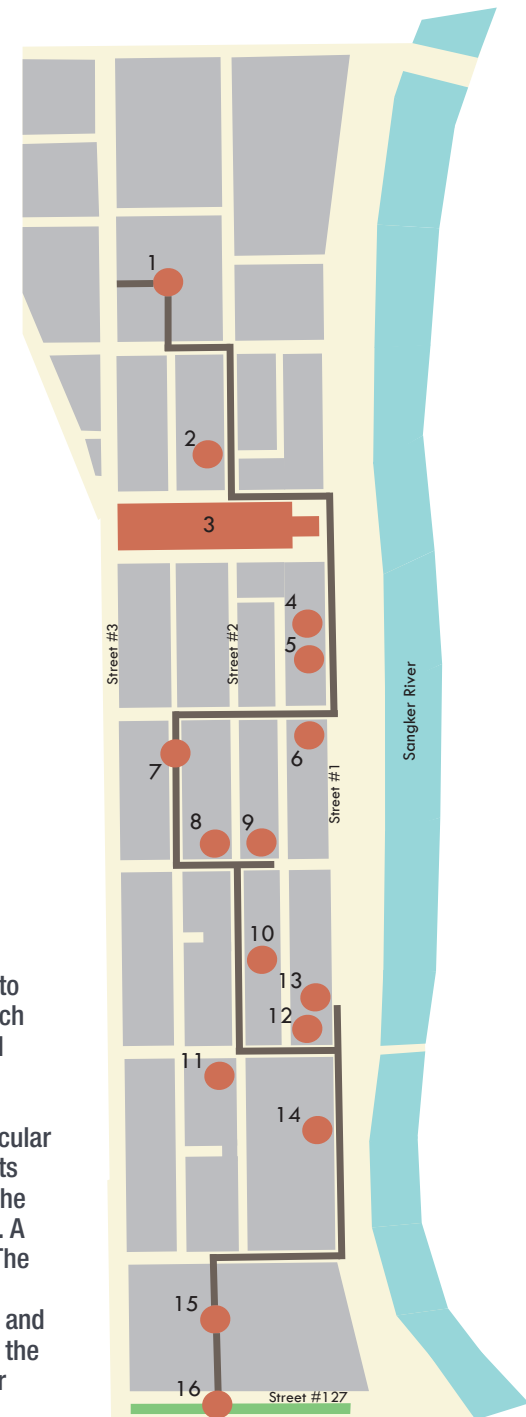 1
2
3
4
5
Street #3
Street #2
Sangker River
6
7
Street #1
8
9
10
13
12
11
14
15
16
Street #127
to
ch
cular
ts
he
. A
The
and
the
r